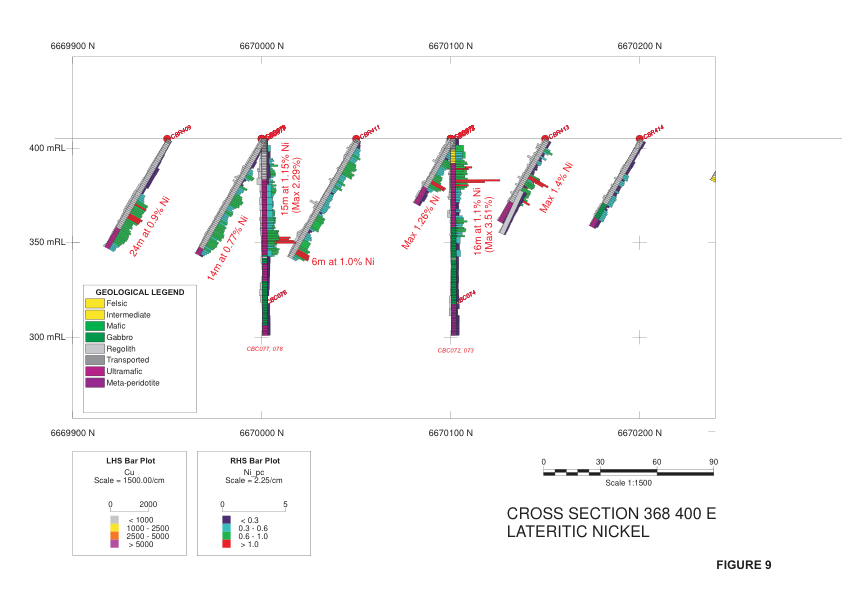 6669900 N 6670000 N 6670100 N 6670200 N
CBR409 CBR411 CBR413 CBR414
400 mRL
350 mRL
300 mRL
24m at 0.9% Ni
14m at 0.77% Ni
15m at 1.15% Ni
(Max 2.29%)
6m at 1.0% Ni
Max 1.26% Ni
16m at 1.1% Ni
(Max 3.51%)
Max 1.4% Ni
CBC074
CBC077, 078
CBC072, 073
GEOLOGICAL LEGEND
Felsic
Intermediate
Mafic
Gabbro
Regolith
Transported
Ultramafic
Meta-peridotite
6669900 N 6670000 N 6670100 N 6670200 N
LHS Bar Plot
Cu
Scale = 1500.00/cm
0 2000
< 1000
1000 - 2500
2500 - 5000
> 5000
RHS Bar Plot
Ni_pc
Scale = 2.25/cm
0 5
< 0.3
0.3 - 0.6
0.6 - 1.0
> 1.0
0 30 60 90
Scale 1:1500
CROSS SECTION 368 400 E
LATERITIC NICKEL
FIGURE 9